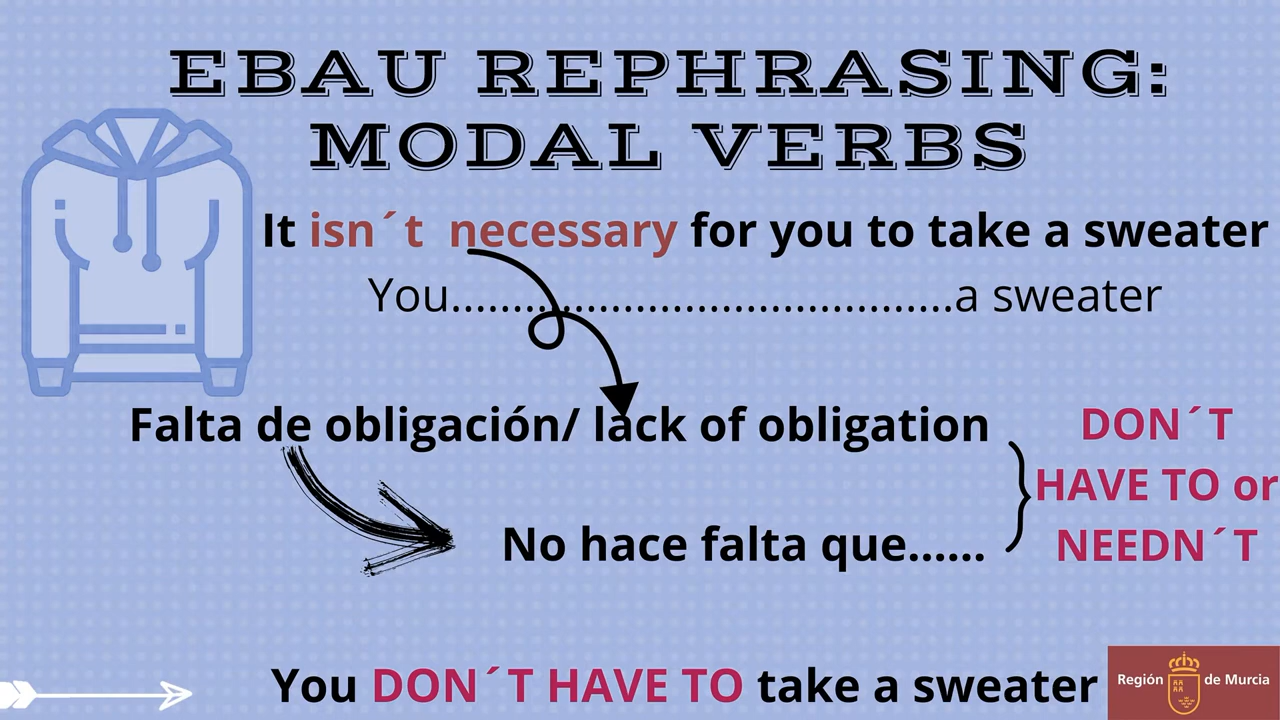 EBAU REPHRASING:
MODAL VERBS
It isn´t necessary for you to take a sweater
You........................................a sweater
Falta de obligación/ lack of obligation
No hace falta que......
DON´T
HAVE TO or
NEEDN´T
You DON´T HAVE TO take a sweater
Región de Murcia